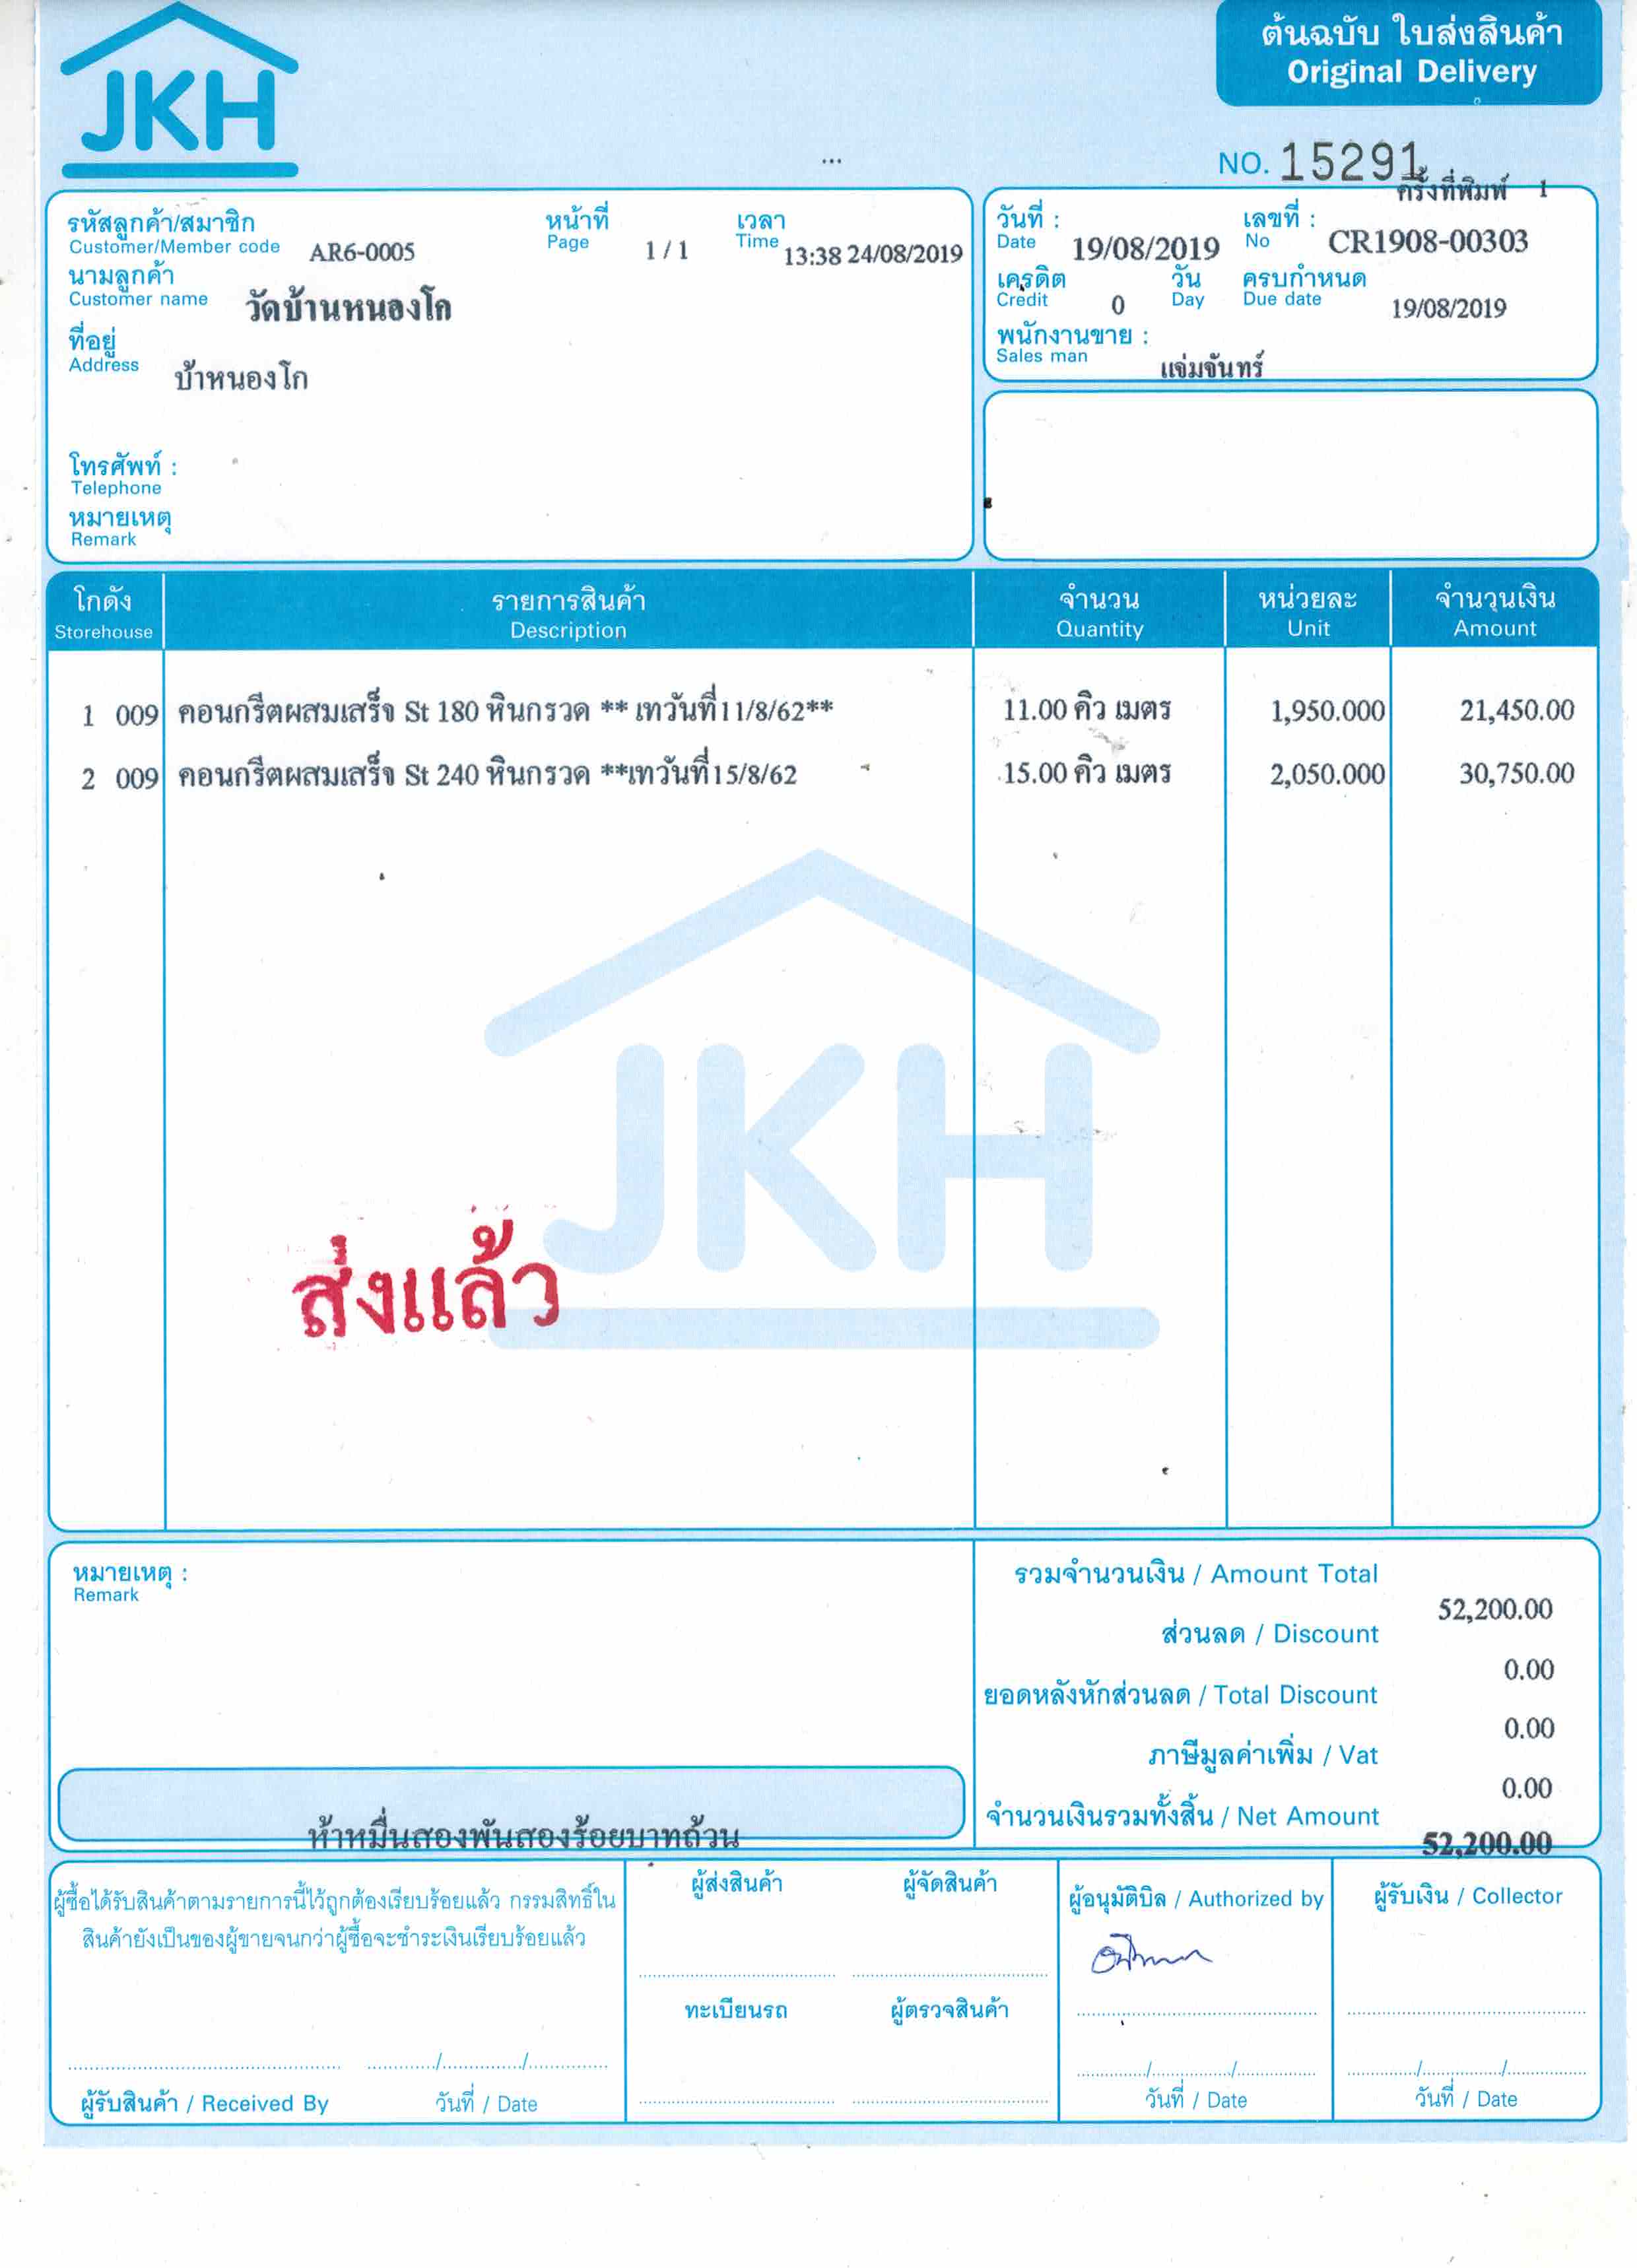 JKH
ต้นฉบับ ใบส่งสินค้า
Original Delivery
...
NO. 15291
ครั้งที่พิมพ์ 1
รหัสลูกค้า/สมาชิก
Customer/Member code AR6-0005
หน้าที่
Page 1 / 1
เวลา
Time 13:38 24/08/2019
นามลูกค้า
Customer name วัดบ้านหนองโก
ที่อยู่
Address บ้าหนองโก
โทรศัพท์ :
Telephone
หมายเหตุ
Remark
วันที่ :
Date 19/08/2019
เลขที่ :
No CR1908-00303
เครดิต วัน
Credit 0 Day
ครบกำหนด
Due date 19/08/2019
พนักงานขาย :
Sales man แจ่มจันทร์
โกดัง รายการสินค้า จำนวน หน่วยละ จำนวนเงิน
Storehouse Description Quantity Unit Amount
1 009 คอนกรีตผสมเสร็จ St 180 หินกรวด ** เทวันที่11/8/62** 11.00 คิว เมตร 1,950.000 21,450.00
2 009 คอนกรีตผสมเสร็จ St 240 หินกรวด **เทวันที่15/8/62 15.00 คิว เมตร 2,050.000 30,750.00
JKH
ส่งแล้ว
หมายเหตุ :
Remark
รวมจำนวนเงิน / Amount Total 52,200.00
ส่วนลด / Discount 0.00
ยอดหลังหักส่วนลด / Total Discount 0.00
ภาษีมูลค่าเพิ่ม / Vat 0.00
จำนวนเงินรวมทั้งสิ้น / Net Amount 52,200.00
ห้าหมื่นสองพันสองร้อยบาทถ้วน
ผู้ซื้อได้รับสินค้าตามรายการนี้ไว้ถูกต้องเรียบร้อยแล้ว กรรมสิทธิ์ใน
สินค้ายังเป็นของผู้ขายจนกว่าผู้ซื้อจะชำระเงินเรียบร้อยแล้ว
ผู้รับสินค้า / Received By วันที่ / Date
ผู้ส่งสินค้า ผู้จัดสินค้า
ทะเบียนรถ ผู้ตรวจสินค้า
ผู้อนุมัติบิล / Authorized by
วันที่ / Date
ผู้รับเงิน / Collector
วันที่ / Date